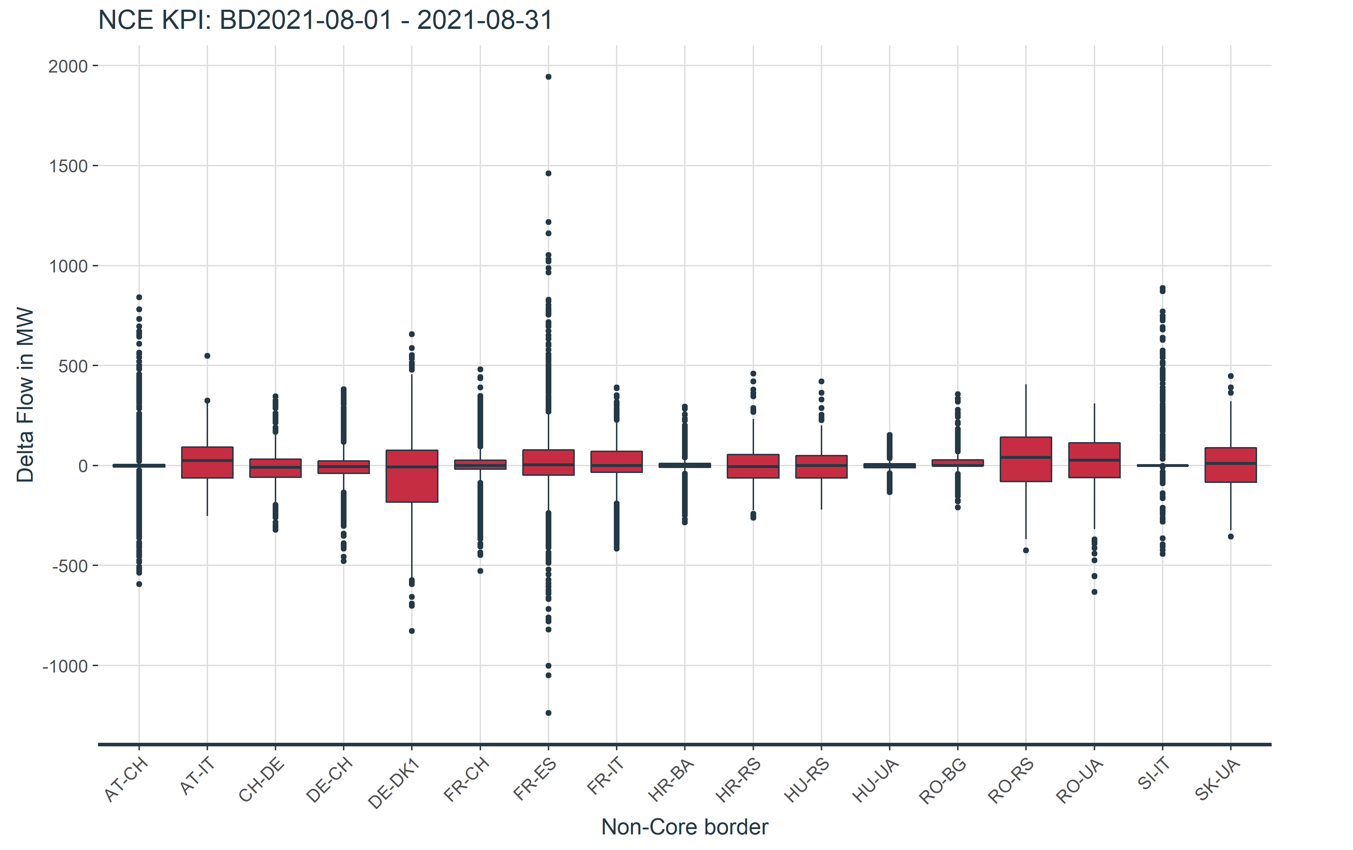 NCE KPI: BD2021-08-01 - 2021-08-31
2000
1500
1000
500
0
-500
-1000
Delta Flow in MW
AT-CH
AT-IT
CH-DE
DE-CH
DE-DK1
FR-CH
FR-ES
FR-IT
HR-BA
HR-RS
HU-RS
HU-UA
RO-BG
RO-RS
RO-UA
SI-IT
SK-UA
Non-Core border